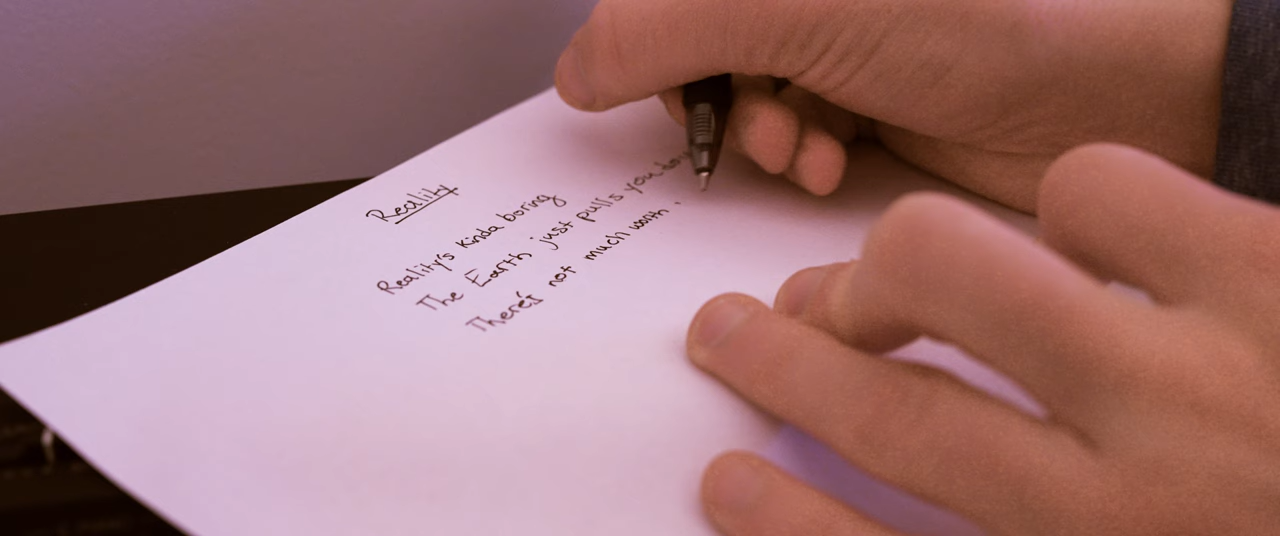 Reality
Reality's kinda boring
The Earth just pulls you
There's not much worth.